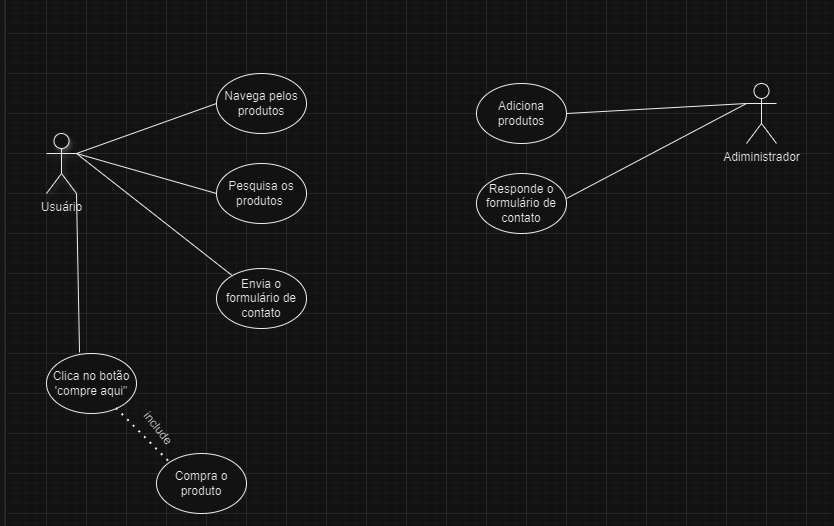 Navega pelos
produtos
Pesquisa os
produtos
Envia o
formulário de
contato
Usuário
Clica no botão
'compre aqui"
include
Compra o
produto
Adiciona
produtos
Responde o
formulário de
contato
Adiministrador